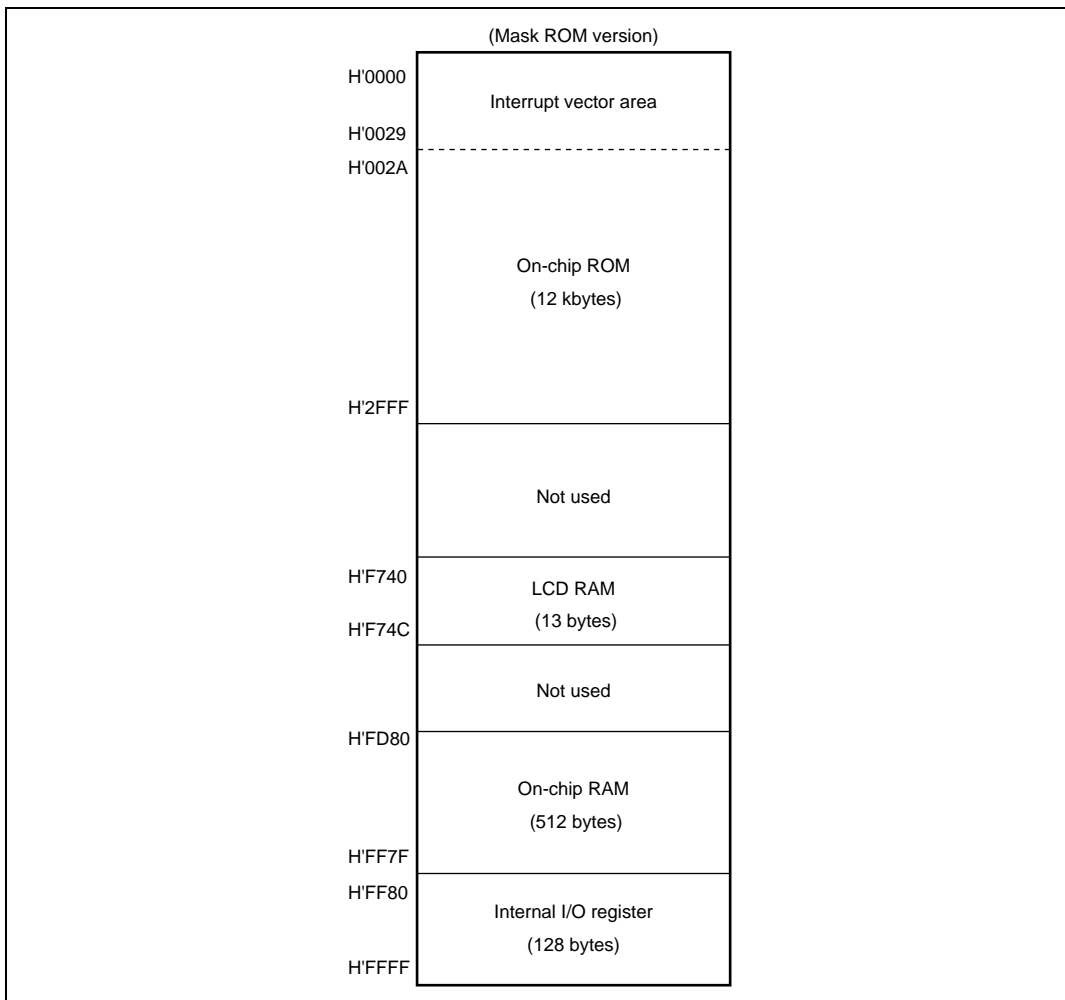 (Mask ROM version)
H'0000
Interrupt vector area
H'0029
H'002A
On-chip ROM
(12 kbytes)
H'2FFF
Not used
H'F740
LCD RAM
(13 bytes)
H'F74C
Not used
H'FD80
On-chip RAM
(512 bytes)
H'FF7F
H'FF80
Internal I/O register
(128 bytes)
H'FFFF